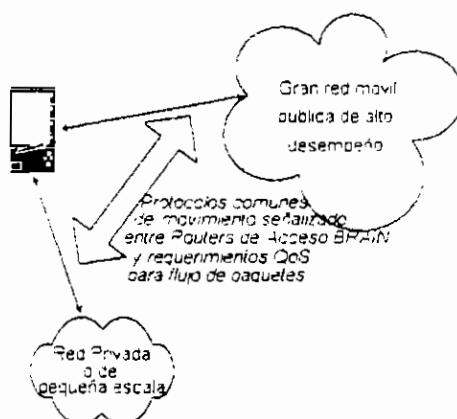 Gran red movil
publica de alto
desempeño
Protocolos comunes
de movimiento señalizado
entre Routers de Acceso BRAIN
y requerimientos QoS
para flujo de paquetes
Red Privada
o de
pequeña escala